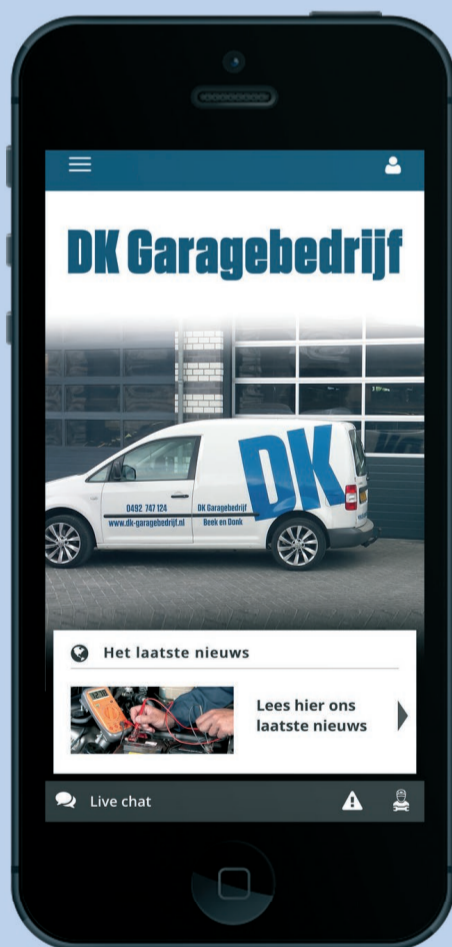 DK Garagebedrijf
DK
0492 747 124
www.dk-garagebedrijf.nl
DK Garagebedrijf
Beek en Donk
Het laatste nieuws
Lees hier ons
laatste nieuws
Live chat